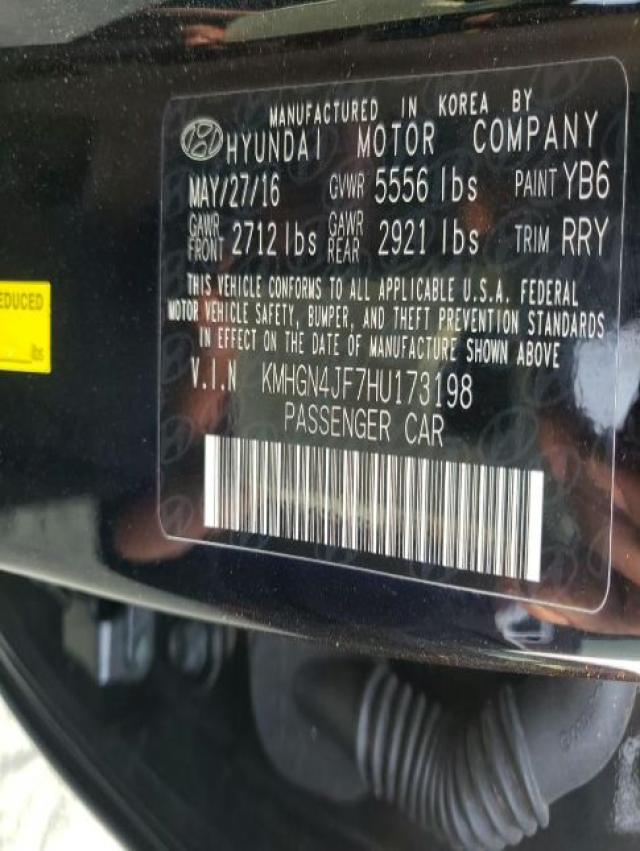 MANUFACTURED IN KOREA BY
HYUNDAI MOTOR COMPANY
MAY/27/16 GVWR 5556 lbs PAINT YB6
GAWR FRONT 2712 lbs GAWR REAR 2921 lbs TRIM RRY
THIS VEHICLE CONFORMS TO ALL APPLICABLE U.S.A. FEDERAL
MOTOR VEHICLE SAFETY, BUMPER, AND THEFT PREVENTION STANDARDS
IN EFFECT ON THE DATE OF MANUFACTURE SHOWN ABOVE
V.I.N KMHGN4JF7HU173198
PASSENGER CAR
EDUCED
lbs